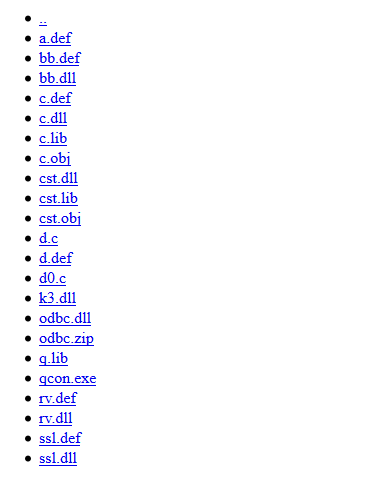 ..
a.def
bb.def
bb.dll
c.def
c.dll
c.lib
c.obj
cst.dll
cst.lib
cst.obj
d.c
d.def
d0.c
k3.dll
odbc.dll
odbc.zip
q.lib
qcon.exe
rv.def
rv.dll
ssl.def
ssl.dll